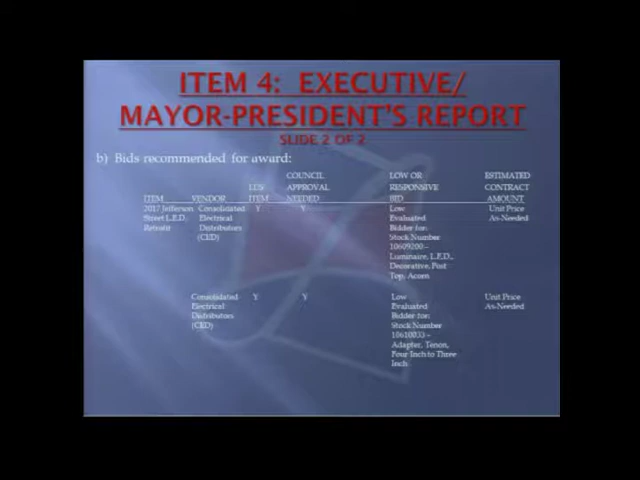 ITEM 4: EXECUTIVE/
MAYOR-PRESIDENT'S REPORT
SLIDE 2 OF 2
b) Bids recommended for award:
COUNCIL LOW OR ESTIMATED
LUS APPROVAL RESPONSIVE CONTRACT
ITEM VENDOR ITEM NEEDED BID AMOUNT
2017 Jefferson Consolidated Y Y Low Unit Price
Street L.E.D. Electrical Evaluated As-Needed
Retrofit Distributors Bidder for:
(CED) Stock Number
10609200 –
Luminaire, L.E.D.,
Decorative, Post
Top, Acorn
Consolidated Y Y Low Unit Price
Electrical Evaluated As-Needed
Distributors Bidder for:
(CED) Stock Number
10610033 –
Adapter, Tenon,
Four Inch to Three
Inch